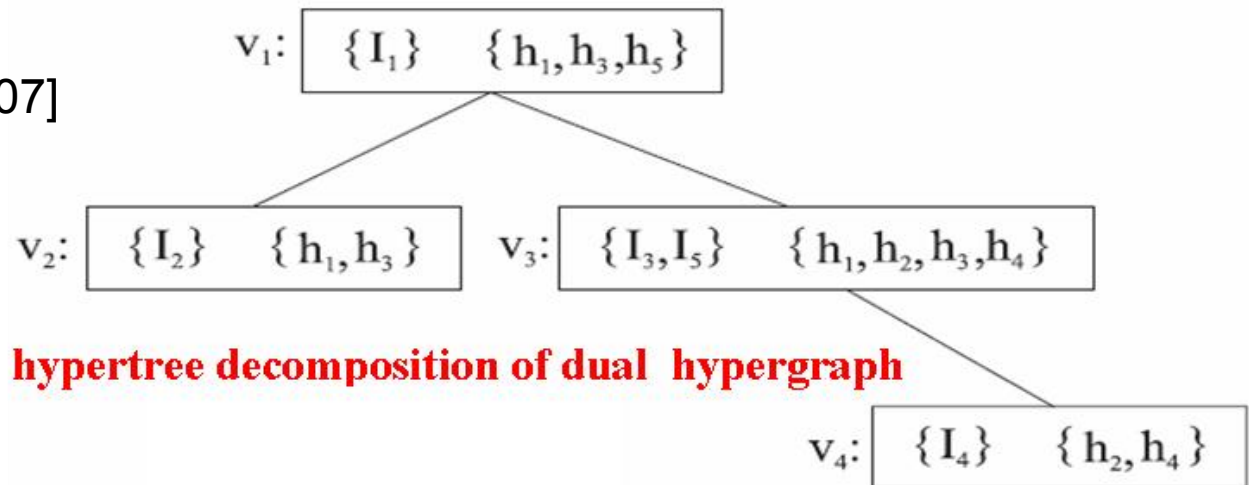 v₁: {I₁} {h₁,h₃,h₅}
07]
v₂: {I₂} {h₁,h₃} v₃: {I₃,I₅} {h₁,h₂,h₃,h₄}
hypertree decomposition of dual hypergraph
v₄: {I₄} {h₂,h₄}